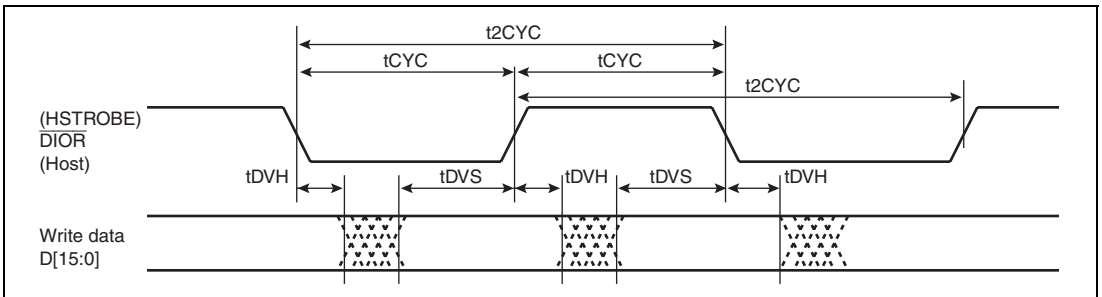 t2CYC
tCYC tCYC
t2CYC
(HSTROBE)
DIOR
(Host)
tDVH tDVS tDVH tDVS tDVH
Write data
D[15:0]